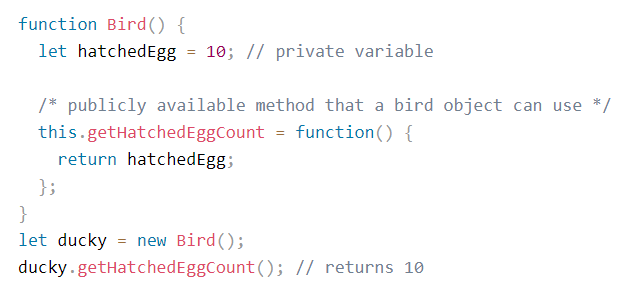 function Bird() {
  let hatchedEgg = 10; // private variable

  /* publicly available method that a bird object can use */
  this.getHatchedEggCount = function() {
    return hatchedEgg;
  };
}
let ducky = new Bird();
ducky.getHatchedEggCount(); // returns 10